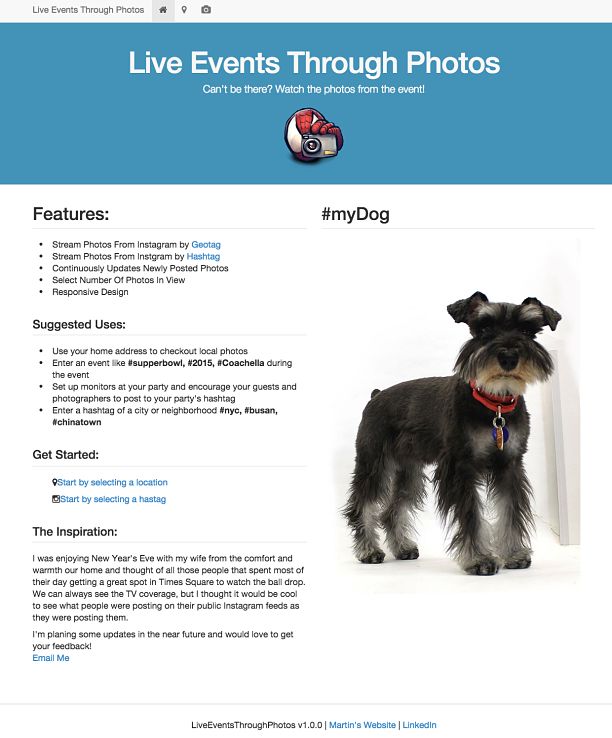 Live Events Through Photos
Live Events Through Photos
Can't be there? Watch the photos from the event!
Features:
• Stream Photos From Instagram by Geotag
• Stream Photos From Instgram by Hashtag
• Continuously Updates Newly Posted Photos
• Select Number Of Photos In View
• Responsive Design
Suggested Uses:
• Use your home address to checkout local photos
• Enter an event like #supperbowl, #2015, #Coachella during
the event
• Set up monitors at your party and encourage your guests and
photographers to post to your party's hashtag
• Enter a hashtag of a city or neighborhood #nyc, #busan,
#chinatown
Get Started:
Start by selecting a location
Start by selecting a hastag
The Inspiration:
I was enjoying New Year's Eve with my wife from the comfort and
warmth our home and thought of all those people that spent most of
their day getting a great spot in Times Square to watch the ball drop.
We can always see the TV coverage, but I thought it would be cool
to see what people were posting on their public Instagram feeds as
they were posting them.
I'm planing some updates in the near future and would love to get
your feedback!
Email Me
#myDog
LiveEventsThroughPhotos v1.0.0 | Martin's Website | LinkedIn